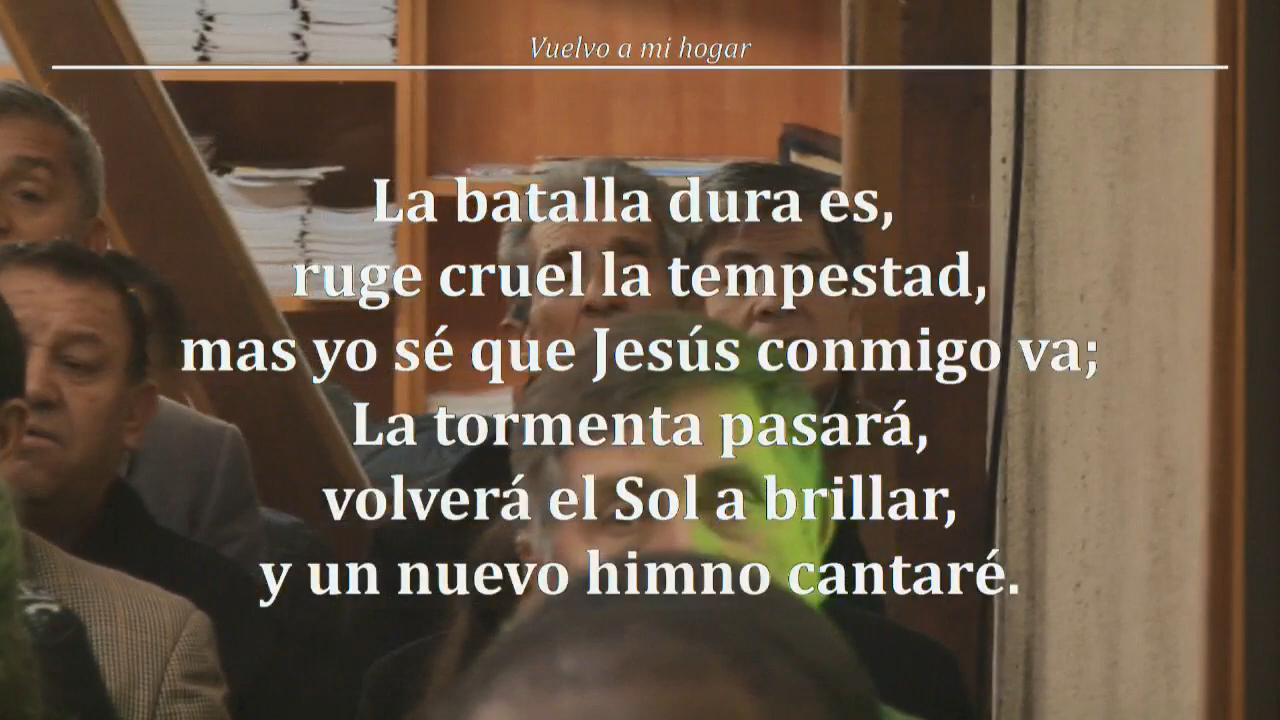 Vuelvo a mi hogar
La batalla dura es,
ruge cruel la tempestad,
mas yo sé que Jesús conmigo va;
La tormenta pasará,
volverá el Sol a brillar,
y un nuevo himno cantaré.